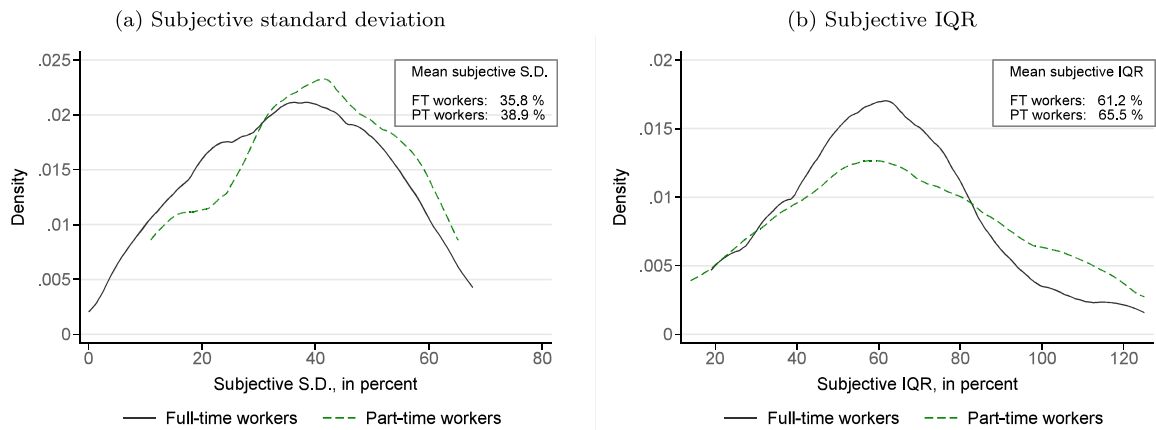 (a) Subjective standard deviation
.025
.02
.015
.01
.005
0
Density
Mean subjective S.D.
FT workers: 35.8 %
PT workers: 38.9 %
0 20 40 60 80
Subjective S.D., in percent
Full-time workers Part-time workers
(b) Subjective IQR
.02
.015
.01
.005
0
Density
Mean subjective IQR
FT workers: 61.2 %
PT workers: 65.5 %
20 40 60 80 100 120
Subjective IQR, in percent
Full-time workers Part-time workers